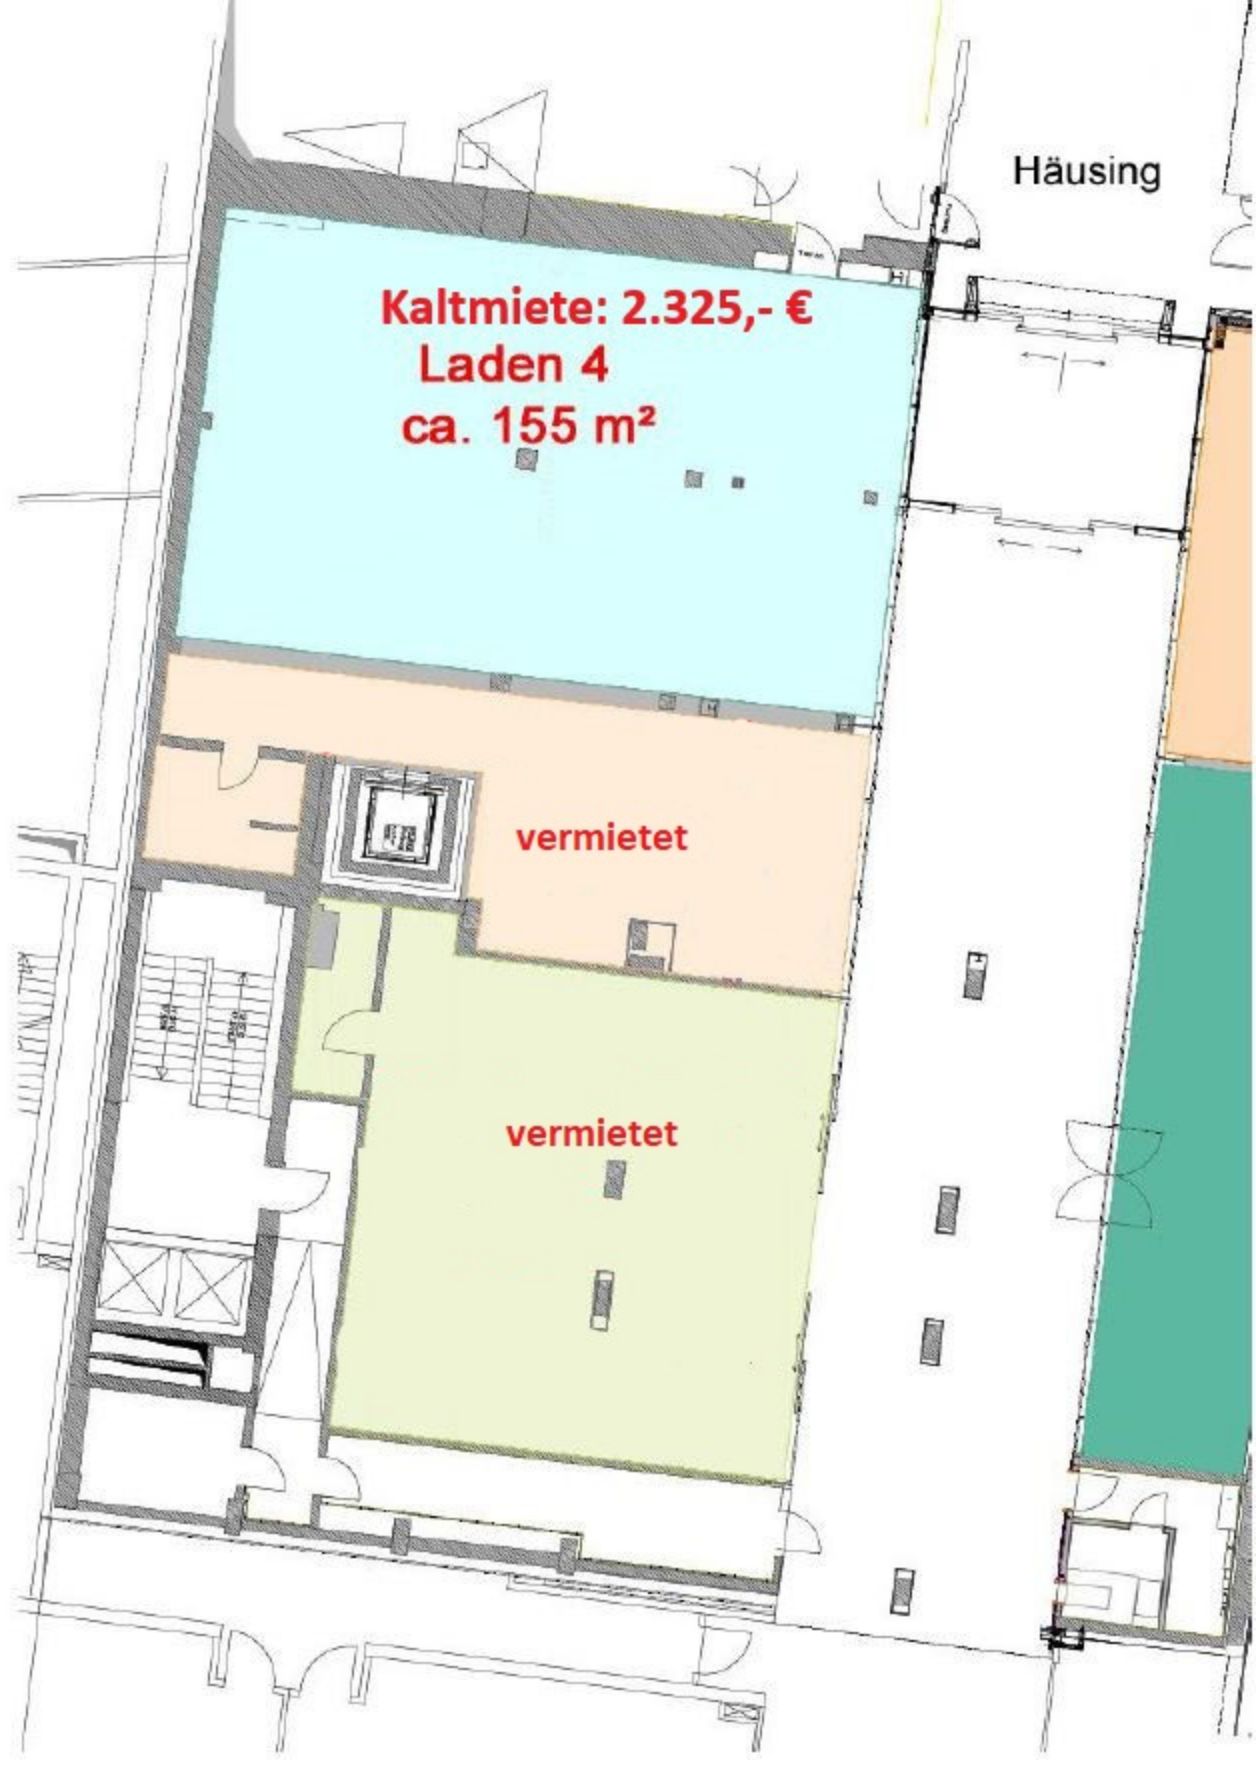 Häusing
Kaltmiete: 2.325,- €
Laden 4
ca. 155 m²
vermietet
vermietet